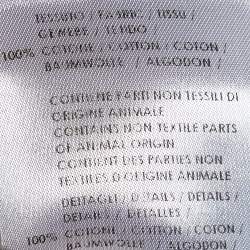 TESSUTO / FABRIC / TISSU /
GEWEBE / TEJIDO /
100% COTONE / COTTON / COTON /
BAUMWOLLE / ALGODON /
CONTIENE PARTI NON TESSILI DI
ORIGINE ANIMALE
CONTAINS NON TEXTILE PARTS
OF ANIMAL ORIGIN
CONTIENT DES PARTIES NON
TEXTILES D'ORIGINE ANIMALE
DETTAGLI / DETAILS / DETAILS /
DETAILS / DETALLES /
100% COTONE / COTTON / COTON /
BAUMWOLLE / ALGODON /